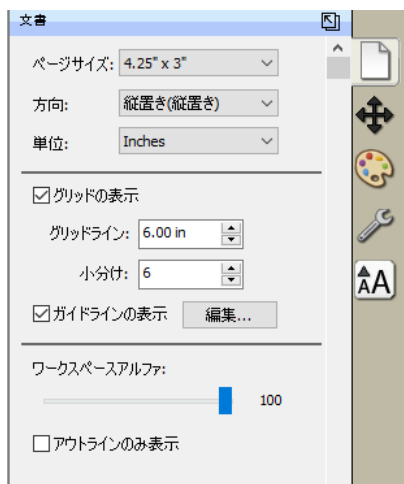 文書
ページサイズ: 4.25" x 3"
方向: 縦置き(縦置き)
単位: Inches
グリッドの表示
グリッドライン: 6.00 in
小分け: 6
ガイドラインの表示 編集...
ワークスペースアルファ:
100
アウトラインのみ表示
AA